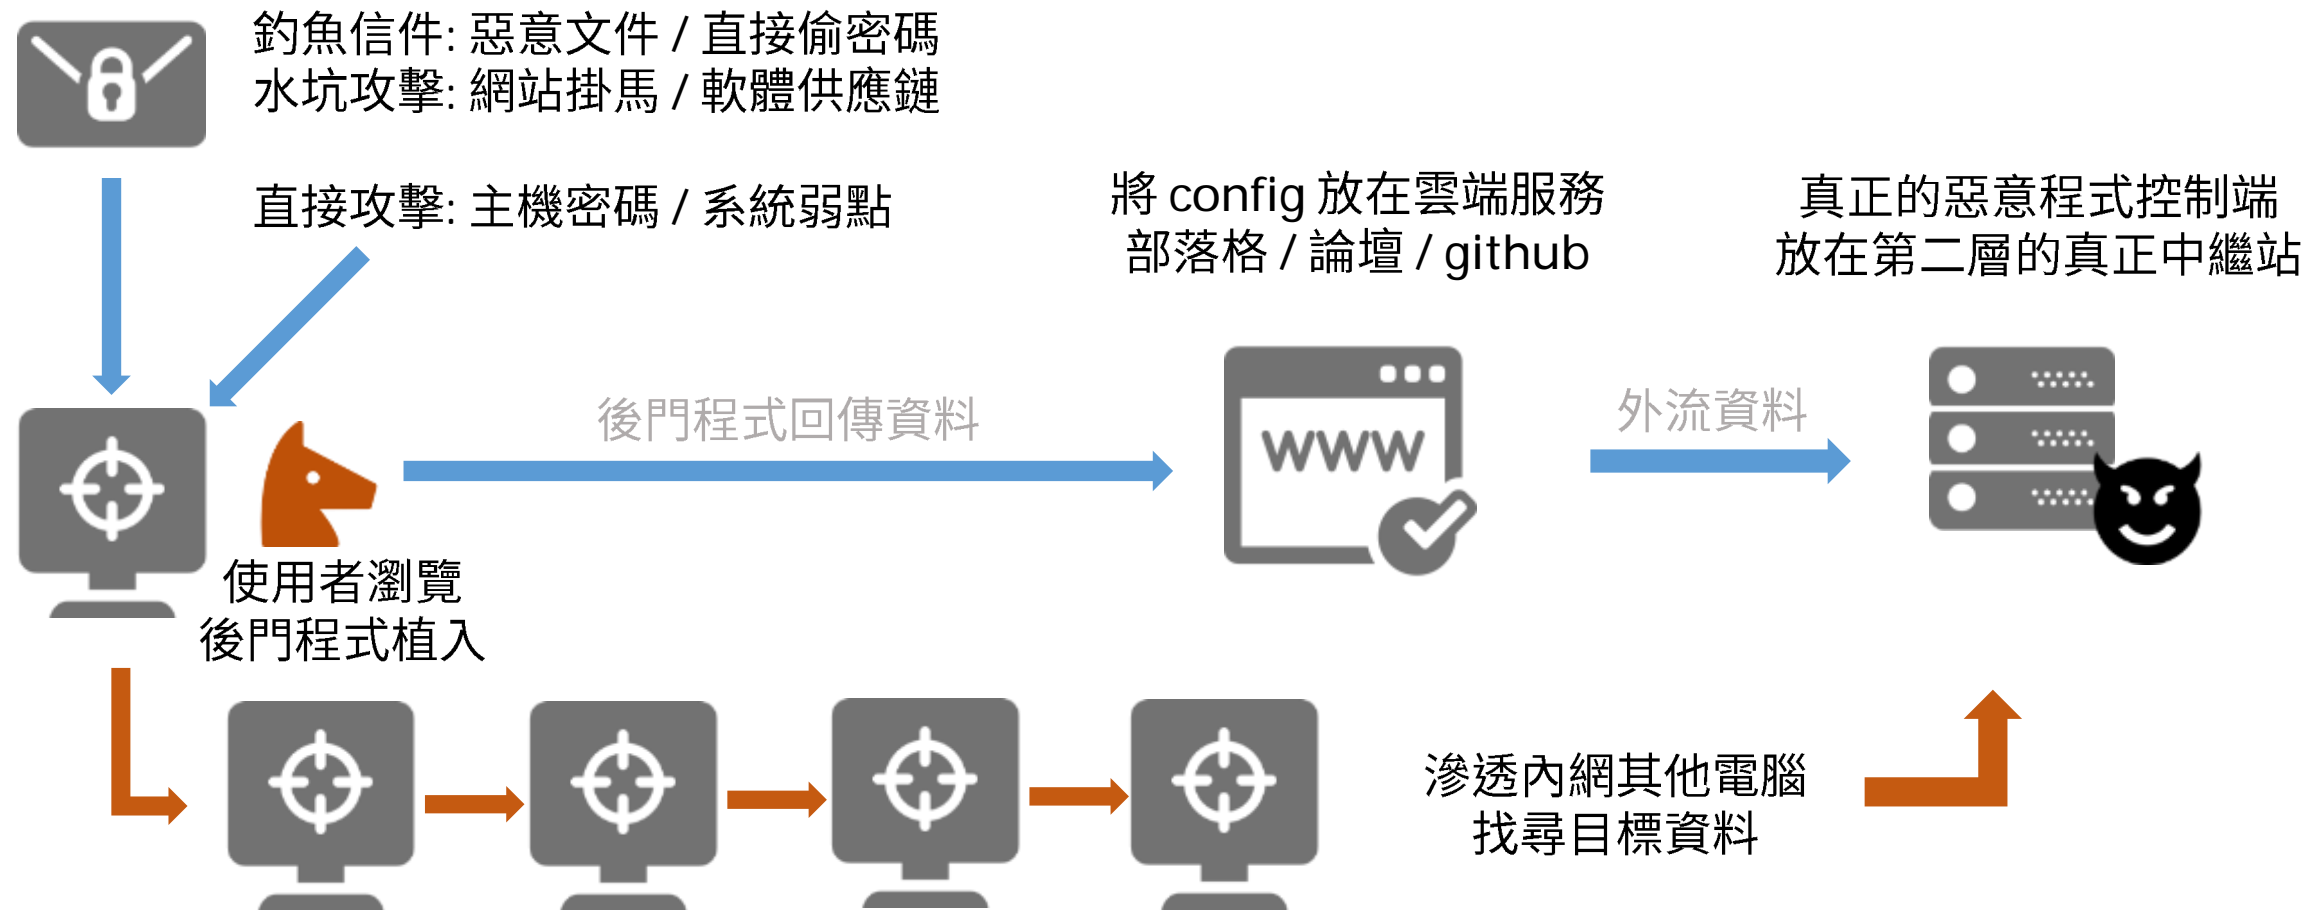 釣魚信件: 惡意文件 / 直接偷密碼
水坑攻擊: 網站掛馬 / 軟體供應鏈
直接攻擊: 主機密碼 / 系統弱點
將 config 放在雲端服務
部落格 / 論壇 / github
真正的惡意程式控制端
放在第二層的真正中繼站
後門程式回傳資料
外流資料
WWW
使用者瀏覽
後門程式植入
滲透內網其他電腦
找尋目標資料